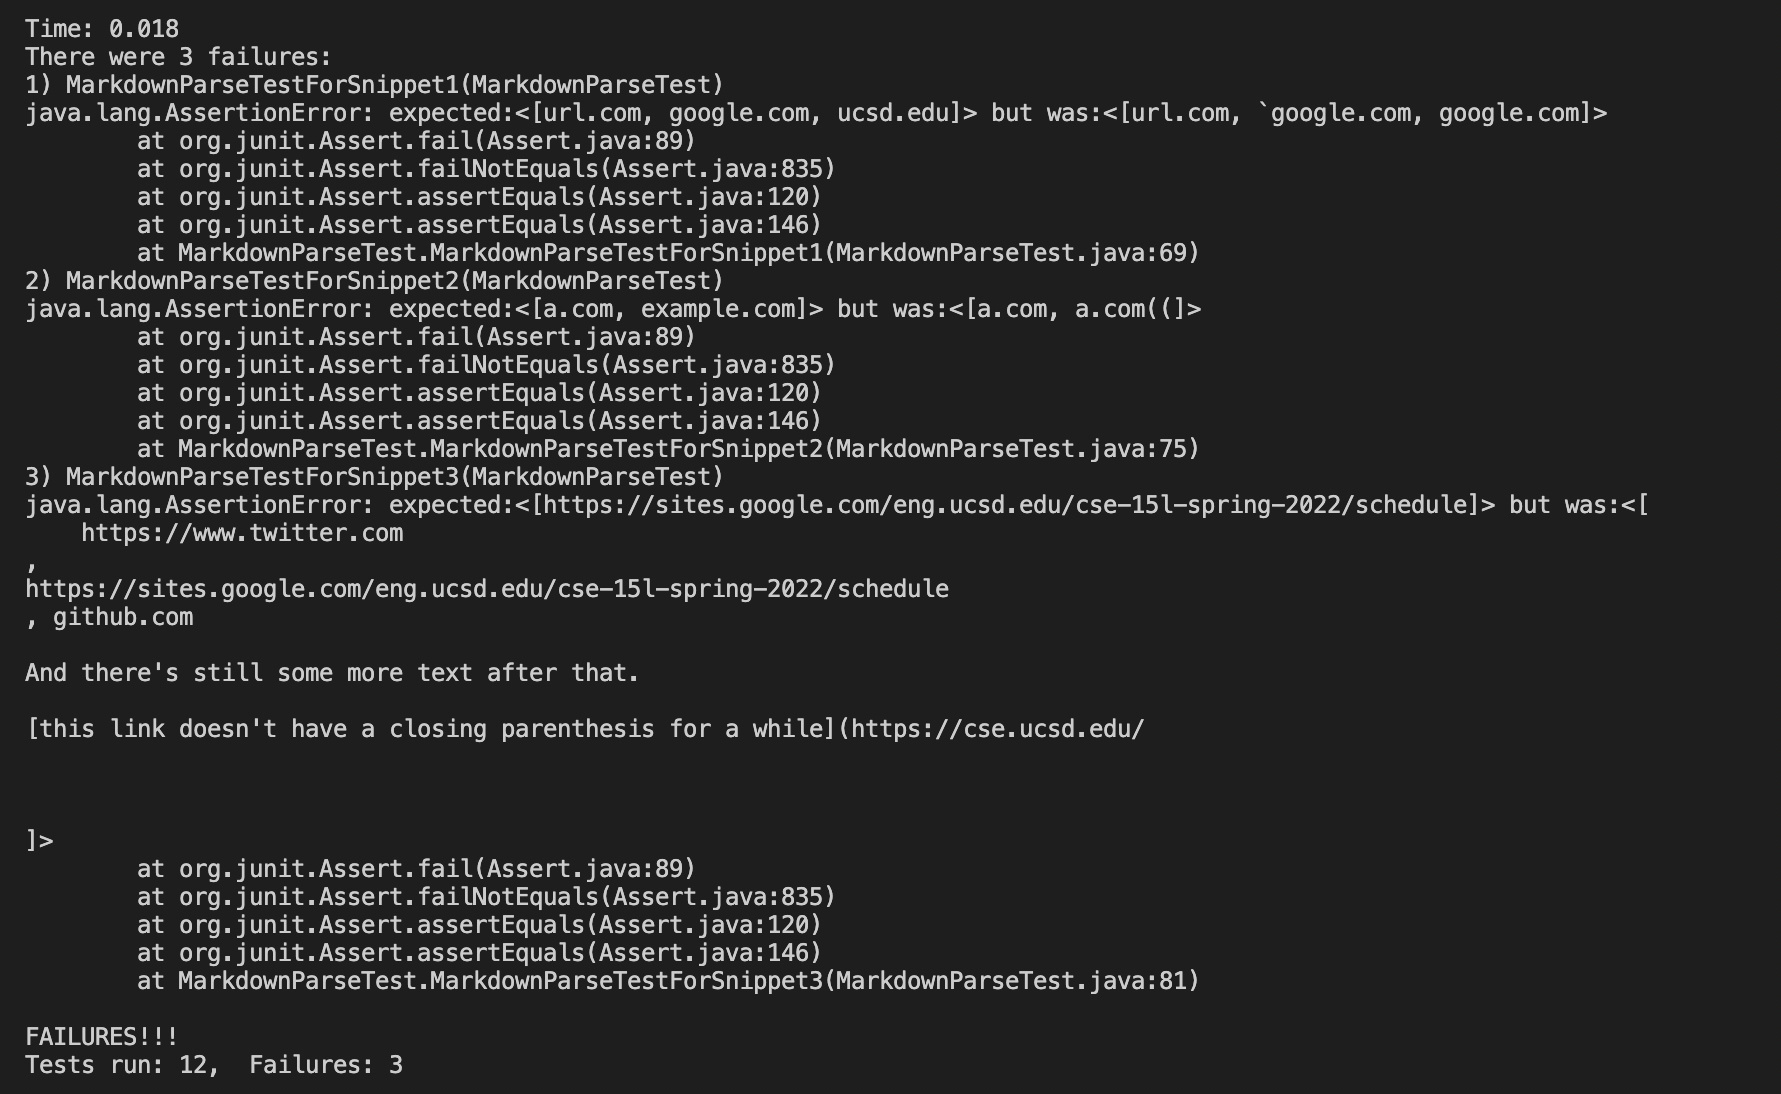 Time: 0.018
There were 3 failures:
1) MarkdownParseTestForSnippet1(MarkdownParseTest)
java.lang.AssertionError: expected:<[url.com, google.com, ucsd.edu]> but was:<[url.com, `google.com, google.com]>
        at org.junit.Assert.fail(Assert.java:89)
        at org.junit.Assert.failNotEquals(Assert.java:835)
        at org.junit.Assert.assertEquals(Assert.java:120)
        at org.junit.Assert.assertEquals(Assert.java:146)
        at MarkdownParseTest.MarkdownParseTestForSnippet1(MarkdownParseTest.java:69)
2) MarkdownParseTestForSnippet2(MarkdownParseTest)
java.lang.AssertionError: expected:<[a.com, example.com]> but was:<[a.com, a.com((]>
        at org.junit.Assert.fail(Assert.java:89)
        at org.junit.Assert.failNotEquals(Assert.java:835)
        at org.junit.Assert.assertEquals(Assert.java:120)
        at org.junit.Assert.assertEquals(Assert.java:146)
        at MarkdownParseTest.MarkdownParseTestForSnippet2(MarkdownParseTest.java:75)
3) MarkdownParseTestForSnippet3(MarkdownParseTest)
java.lang.AssertionError: expected:<[https://sites.google.com/eng.ucsd.edu/cse-15l-spring-2022/schedule]> but was:<[
    https://www.twitter.com
,
https://sites.google.com/eng.ucsd.edu/cse-15l-spring-2022/schedule
, github.com

And there's still some more text after that.

[this link doesn't have a closing parenthesis for a while](https://cse.ucsd.edu/



]>
        at org.junit.Assert.fail(Assert.java:89)
        at org.junit.Assert.failNotEquals(Assert.java:835)
        at org.junit.Assert.assertEquals(Assert.java:120)
        at org.junit.Assert.assertEquals(Assert.java:146)
        at MarkdownParseTest.MarkdownParseTestForSnippet3(MarkdownParseTest.java:81)

FAILURES!!!
Tests run: 12,  Failures: 3